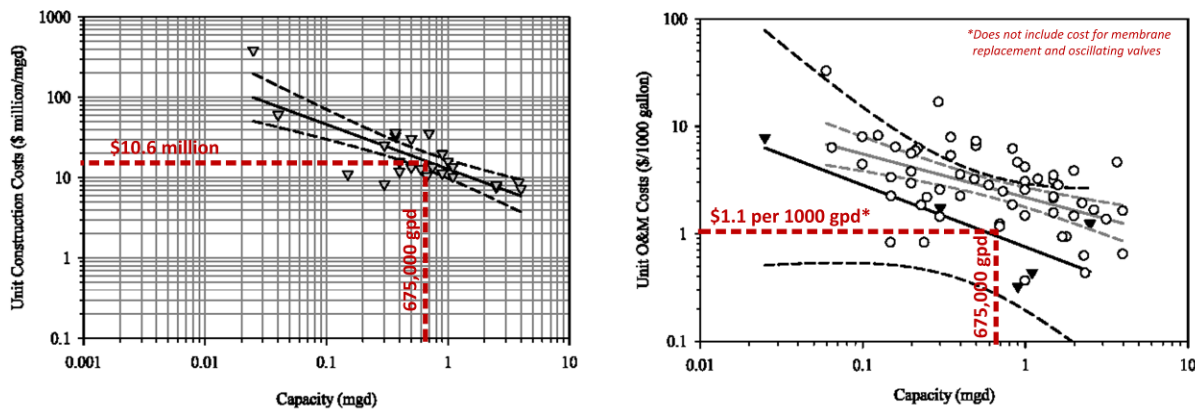 1000
100
10
1
0.1
0.001
0.01
0.1
1
10
Unit Construction Costs ($ million/mgd)
Capacity (mgd)
$10.6 million
675,000 gpd
100
10
1
0.1
0.01
0.1
1
10
Unit O&M Costs ($/1000 gallon)
Capacity (mgd)
*Does not include cost for membrane
replacement and oscillating valves
$1.1 per 1000 gpd*
675,000 gpd